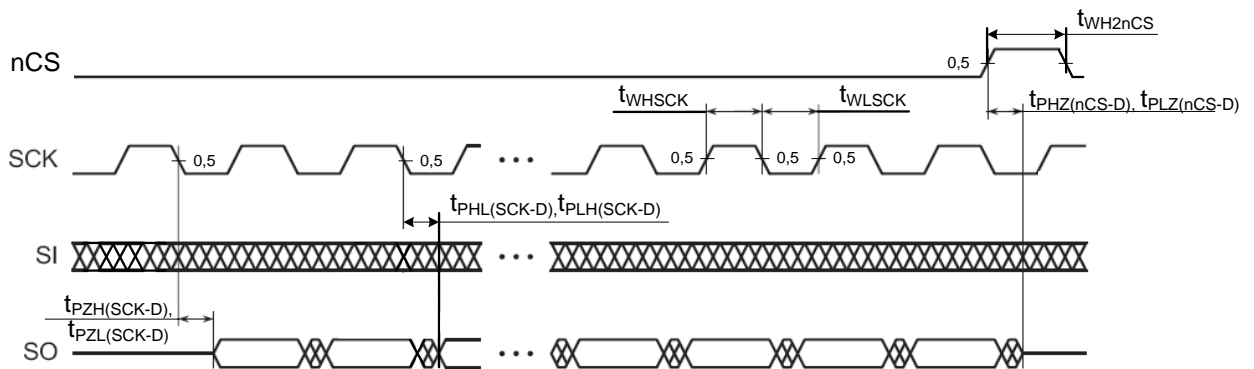 tWH2nCS
nCS
0,5
tWHSCK
tWLSCK
tPHZ(nCS-D), tPLZ(nCS-D)
SCK
0,5
0,5
...
0,5
0,5
0,5
tPHL(SCK-D),tPLH(SCK-D)
SI
...
tPZH(SCK-D),
tPZL(SCK-D)
SO
...